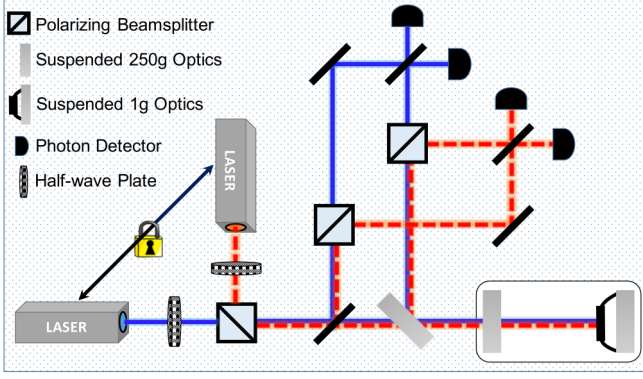 Polarizing Beamsplitter
Suspended 250g Optics
Suspended 1g Optics
Photon Detector
Half-wave Plate
LASER
LASER